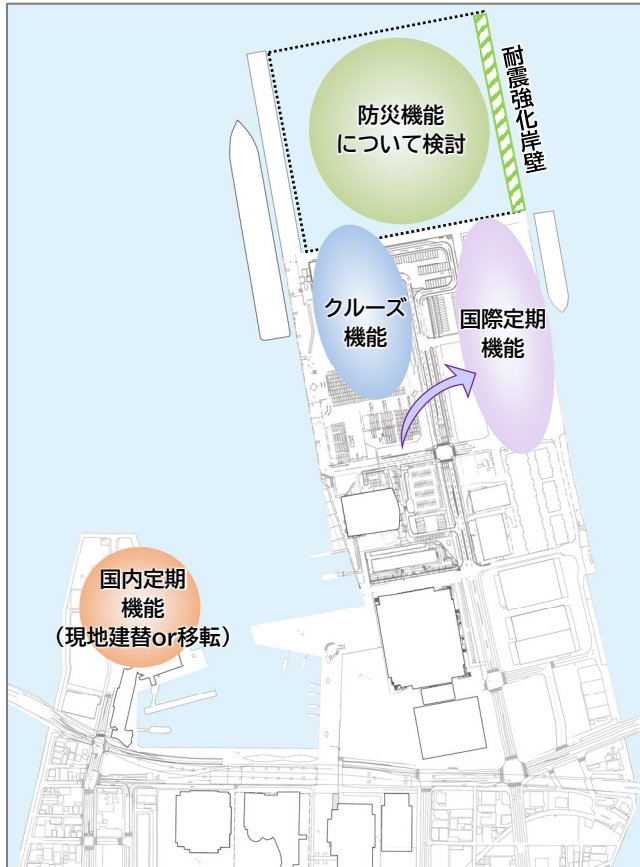 防災機能
について検討
耐震強化岸壁
クルーズ
機能
国際定期
機能
国内定期
機能
（現地建替or移転）